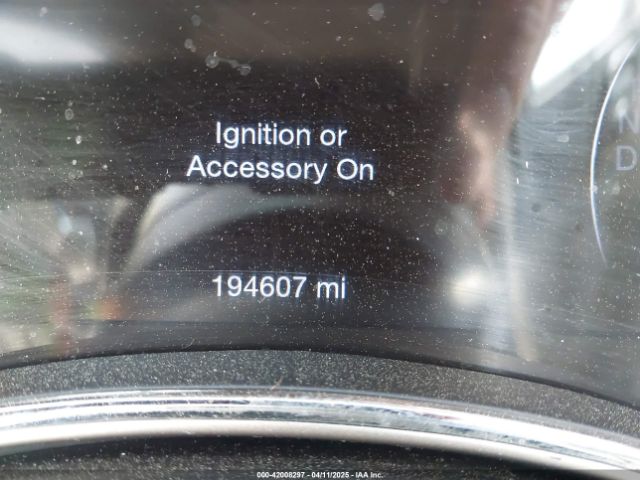 Ignition or
Accessory On
N
D
194607 mi
000-42008297 - 04/11/2025 - IAA Inc.